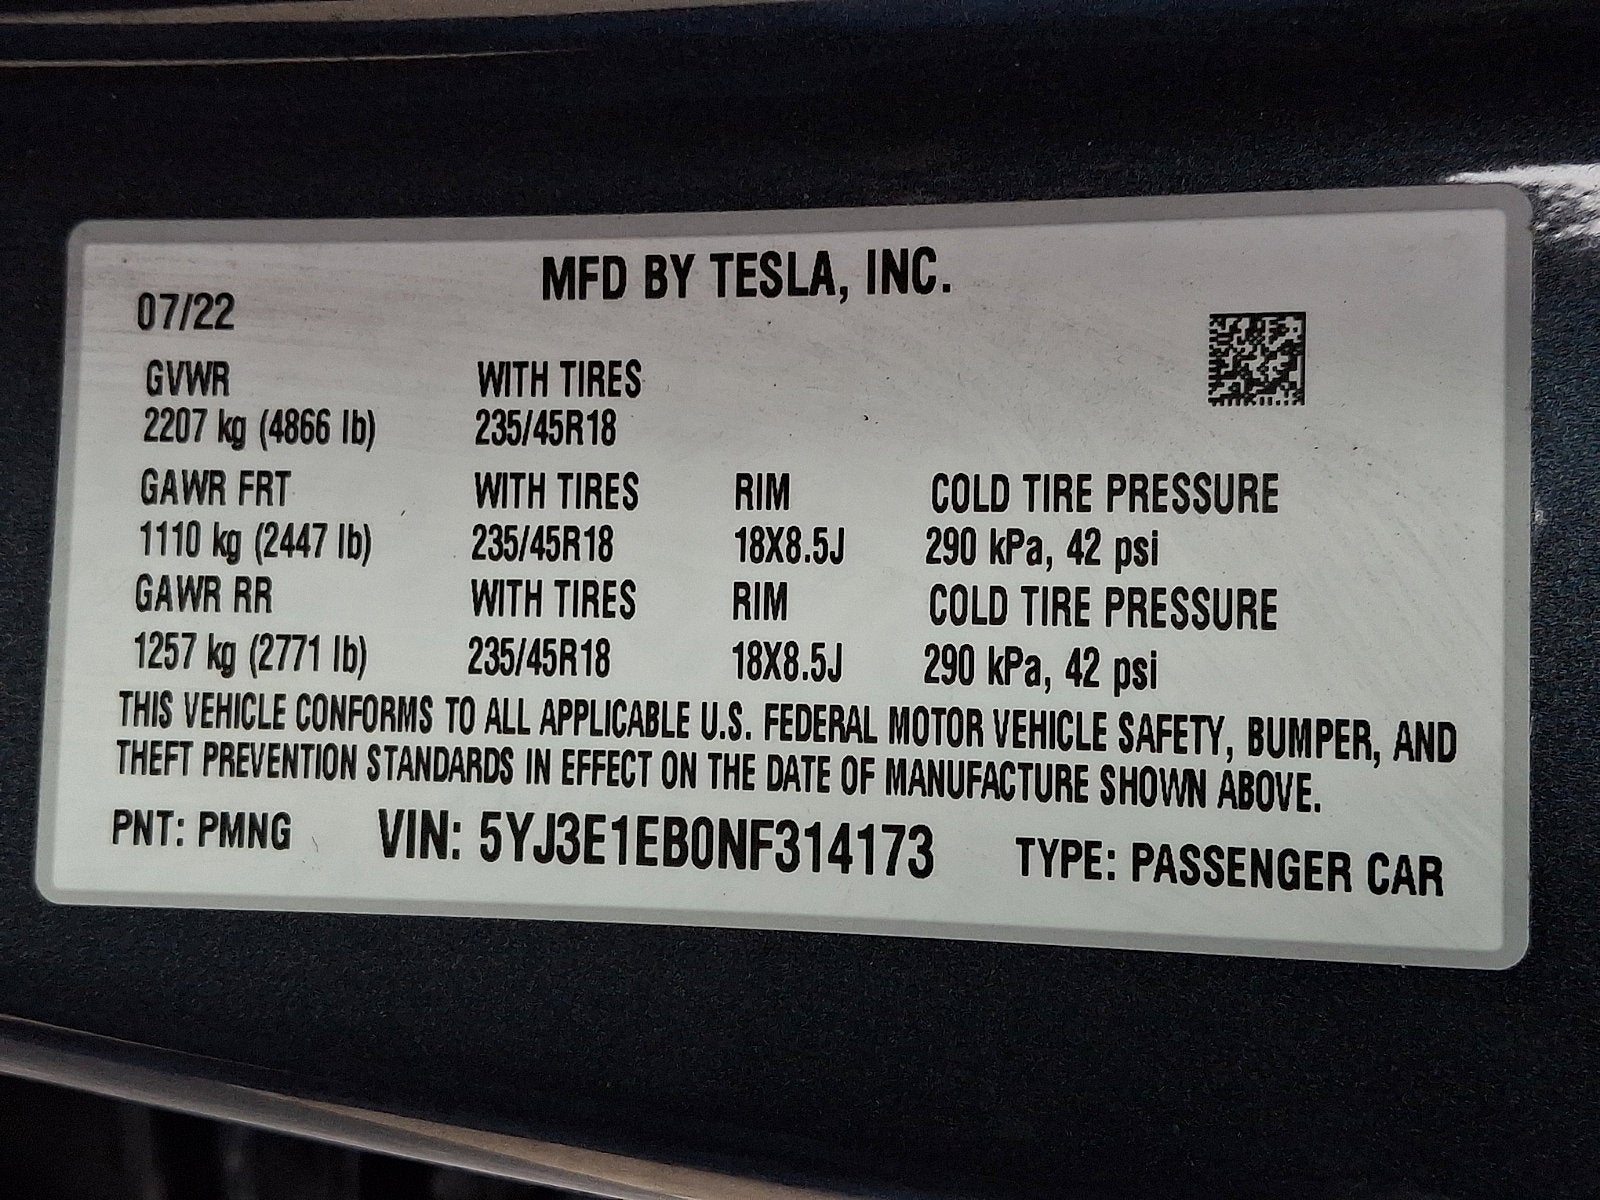 MFD BY TESLA, INC.
07/22
GVWR WITH TIRES
2207 kg (4866 lb) 235/45R18
GAWR FRT WITH TIRES RIM COLD TIRE PRESSURE
1110 kg (2447 lb) 235/45R18 18X8.5J 290 kPa, 42 psi
GAWR RR WITH TIRES RIM COLD TIRE PRESSURE
1257 kg (2771 lb) 235/45R18 18X8.5J 290 kPa, 42 psi
THIS VEHICLE CONFORMS TO ALL APPLICABLE U.S. FEDERAL MOTOR VEHICLE SAFETY, BUMPER, AND
THEFT PREVENTION STANDARDS IN EFFECT ON THE DATE OF MANUFACTURE SHOWN ABOVE.
PNT: PMNG VIN: 5YJ3E1EB0NF314173 TYPE: PASSENGER CAR